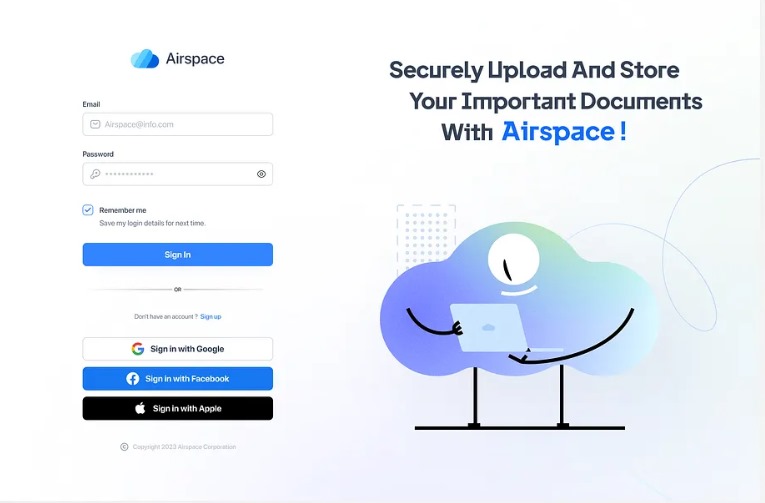 Airspace
Email
Airspace@info.com
Password
Remember me
Save my login details for next time.
Sign In
OR
Don't have an account ? Sign up
Sign in with Google
Sign in with Facebook
Sign in with Apple
Copyright 2023 Airspace Corporation
Securely Upload And Store
Your Important Documents
With Airspace !